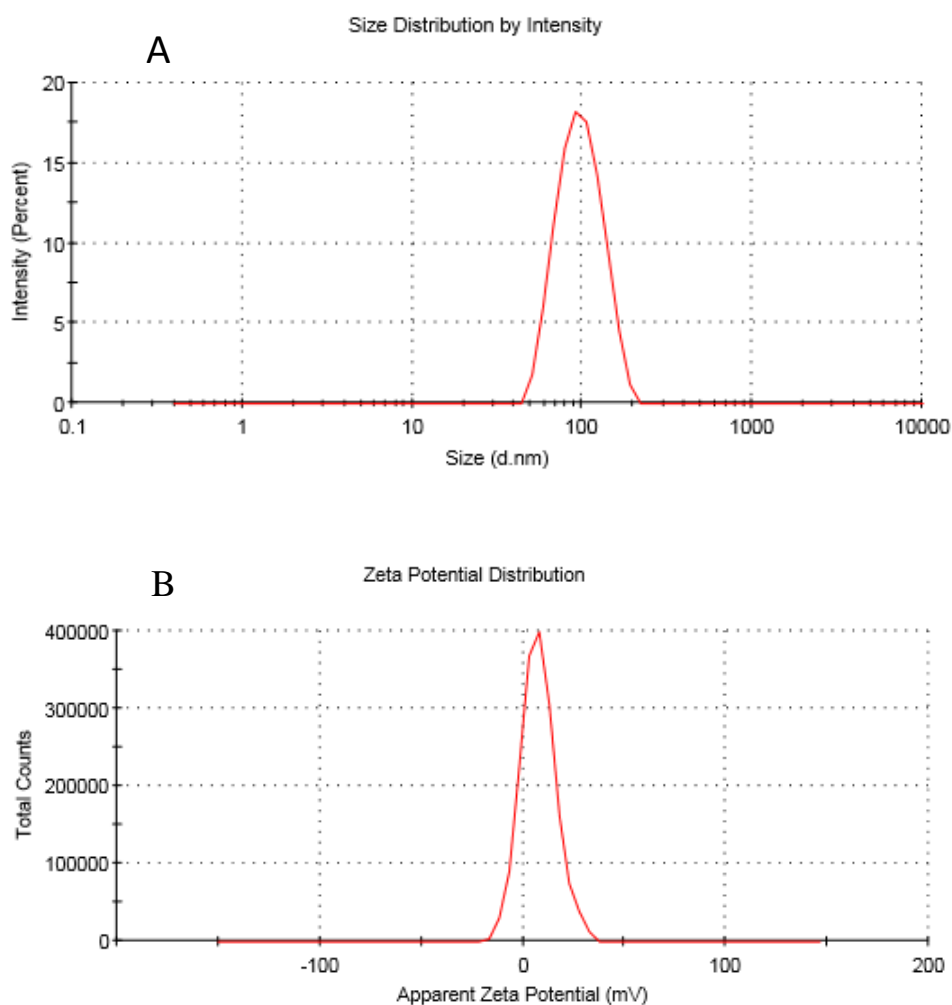 Size Distribution by Intensity
A
20
15
10
5
0
Intensity (Percent)
0.1 1 10 100 1000 10000
Size (d.nm)
Zeta Potential Distribution
B
400000
300000
200000
100000
0
Total Counts
-100 0 100 200
Apparent Zeta Potential (mV)